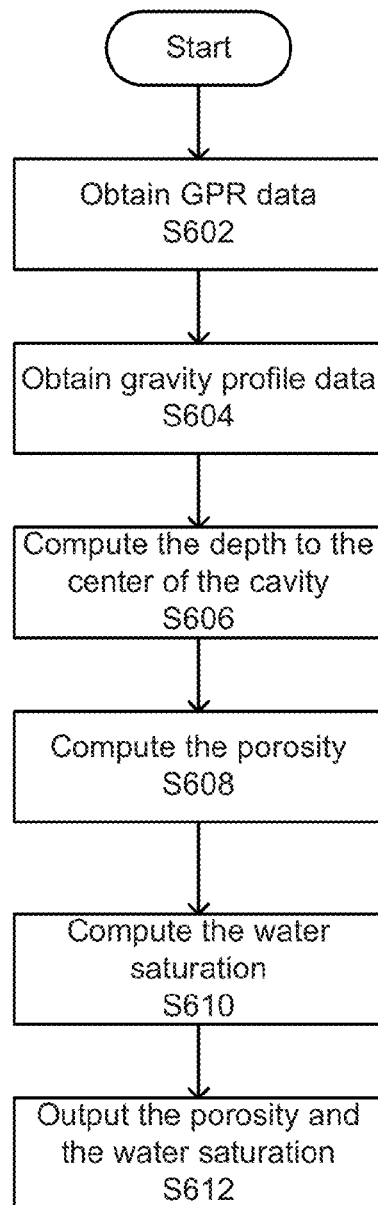 Start
Obtain GPR data
S602
Obtain gravity profile data
S604
Compute the depth to the
center of the cavity
S606
Compute the porosity
S608
Compute the water
saturation
S610
Output the porosity and
the water saturation
S612